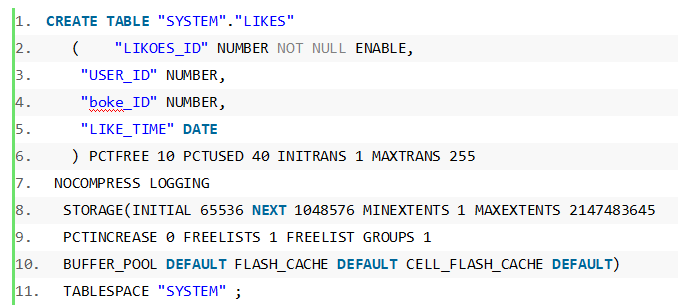 1. CREATE TABLE "SYSTEM"."LIKES"
2. ( "LIKOES_ID" NUMBER NOT NULL ENABLE,
3. "USER_ID" NUMBER,
4. "boke_ID" NUMBER,
5. "LIKE_TIME" DATE
6. ) PCTFREE 10 PCTUSED 40 INITRANS 1 MAXTRANS 255
7. NOCOMPRESS LOGGING
8. STORAGE(INITIAL 65536 NEXT 1048576 MINEXTENTS 1 MAXEXTENTS 2147483645
9. PCTINCREASE 0 FREELISTS 1 FREELIST GROUPS 1
10. BUFFER_POOL DEFAULT FLASH_CACHE DEFAULT CELL_FLASH_CACHE DEFAULT)
11. TABLESPACE "SYSTEM" ;